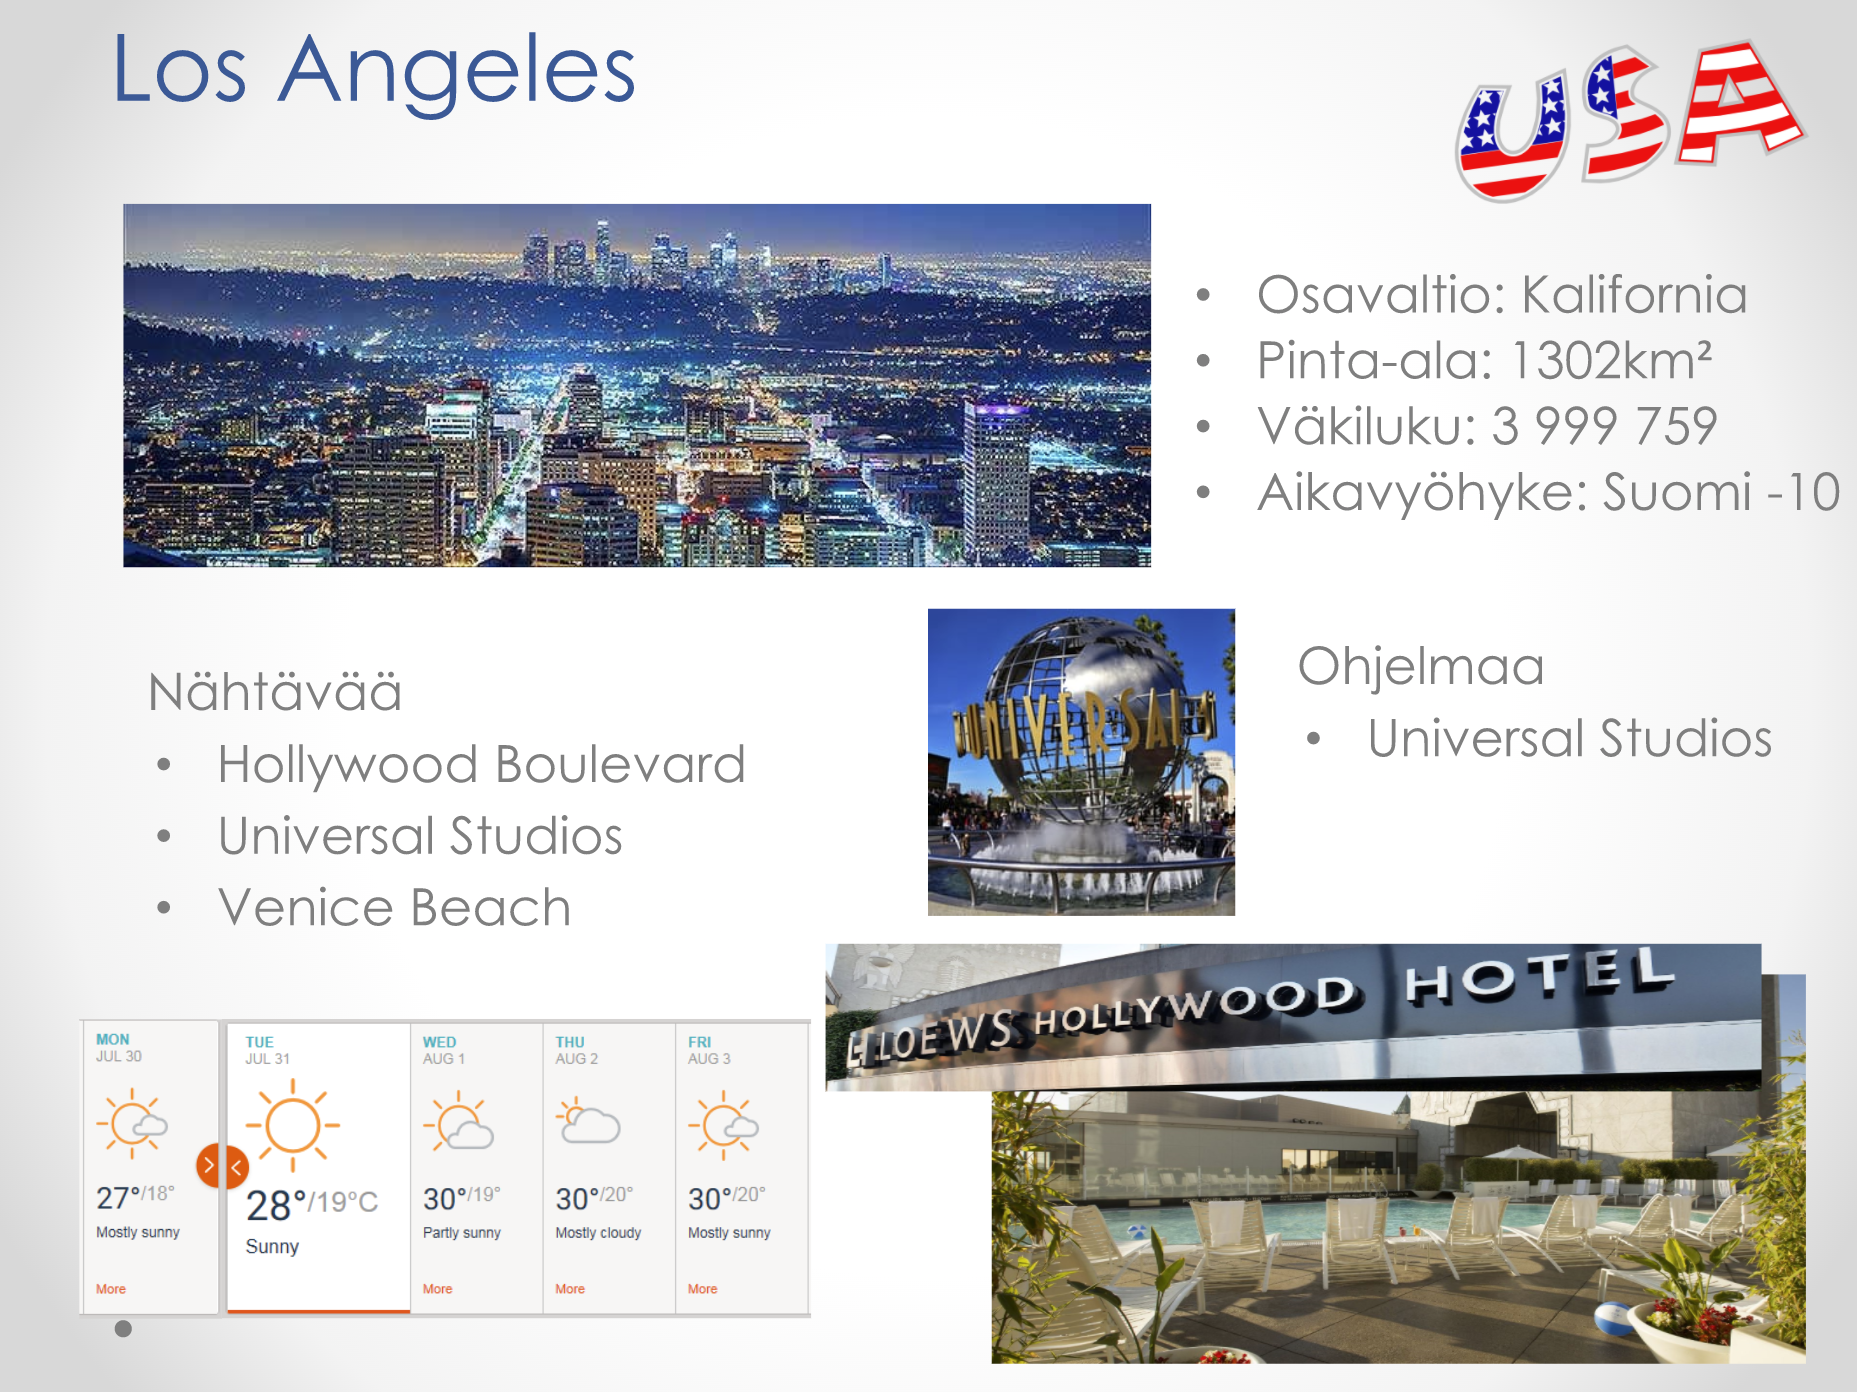 Los Angeles
USA
• Osavaltio: Kalifornia
• Pinta-ala: 1302km²
• Väkiluku: 3 999 759
• Aikavyöhyke: Suomi -10
Nähtävää
• Hollywood Boulevard
• Universal Studios
• Venice Beach
UNIVERSAL
Ohjelmaa
• Universal Studios
LOEWS HOLLYWOOD HOTEL
MON
JUL 30
27°/18°
Mostly sunny
More
TUE
JUL 31
28°/19°C
Sunny
WED
AUG 1
30°/19°
Partly sunny
More
THU
AUG 2
30°/20°
Mostly cloudy
More
FRI
AUG 3
30°/20°
Mostly sunny
More